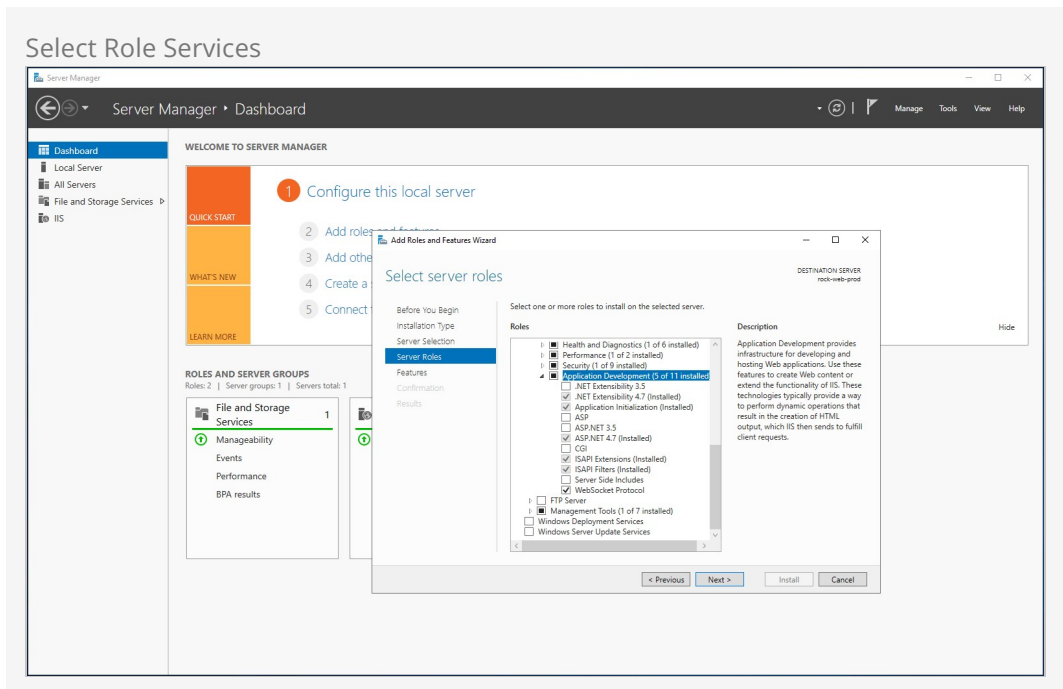 Select Role Services
Server Manager
Server Manager • Dashboard
Manage Tools View Help
Dashboard
Local Server
All Servers
File and Storage Services
IIS
WELCOME TO SERVER MANAGER
QUICK START
WHAT'S NEW
LEARN MORE
1 Configure this local server
2 Add roles and features
3 Add othe
4 Create a
5 Connect
Hide
ROLES AND SERVER GROUPS
Roles: 2 | Server groups: 1 | Servers total: 1
File and Storage Services 1
Manageability
Events
Performance
BPA results
Add Roles and Features Wizard
Select server roles
DESTINATION SERVER
rock-web-prod
Before You Begin
Installation Type
Server Selection
Server Roles
Features
Confirmation
Results
Select one or more roles to install on the selected server.
Roles
Health and Diagnostics (1 of 6 installed)
Performance (1 of 2 installed)
Security (1 of 9 installed)
Application Development (5 of 11 installed
.NET Extensibility 3.5
.NET Extensibility 4.7 (Installed)
Application Initialization (Installed)
ASP
ASP.NET 3.5
ASP.NET 4.7 (Installed)
CGI
ISAPI Extensions (Installed)
ISAPI Filters (Installed)
Server Side Includes
WebSocket Protocol
FTP Server
Management Tools (1 of 7 installed)
Windows Deployment Services
Windows Server Update Services
Description
Application Development provides
infrastructure for developing and
hosting Web applications. Use these
features to create Web content or
extend the functionality of IIS. These
technologies typically provide a way
to perform dynamic operations that
result in the creation of HTML
output, which IIS then sends to fulfill
client requests.
< Previous
Next >
Install
Cancel